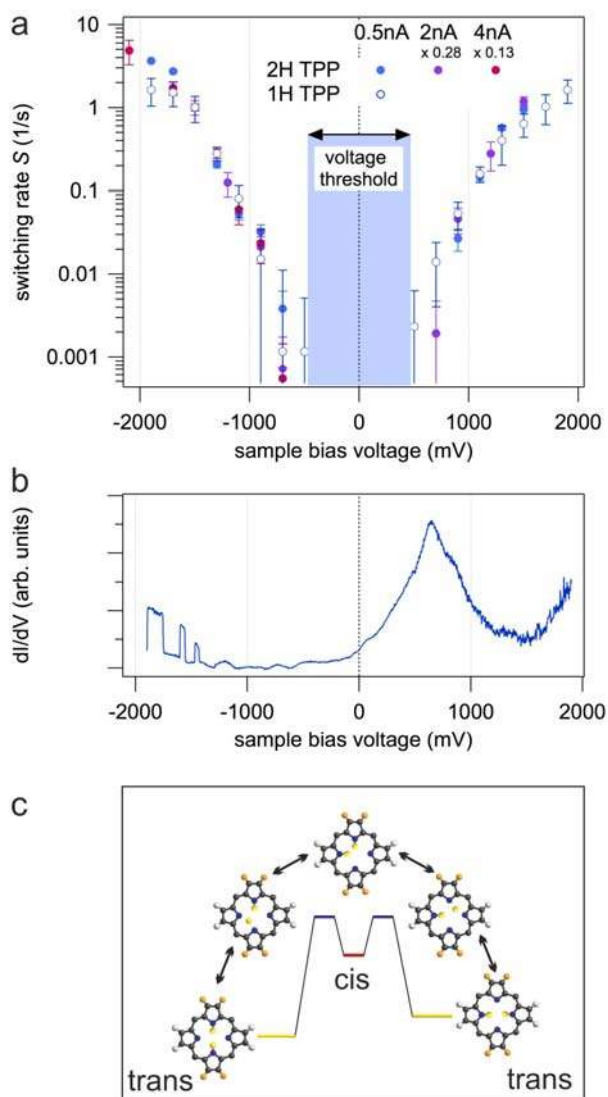 a
0.5nA 2nA 4nA
x 0.28 x 0.13
2H TPP
1H TPP
voltage
threshold
switching rate S (1/s)
10
1
0.1
0.01
0.001
-2000 -1000 0 1000 2000
sample bias voltage (mV)
b
dI/dV (arb. units)
-2000 -1000 0 1000 2000
sample bias voltage (mV)
c
cis
trans trans